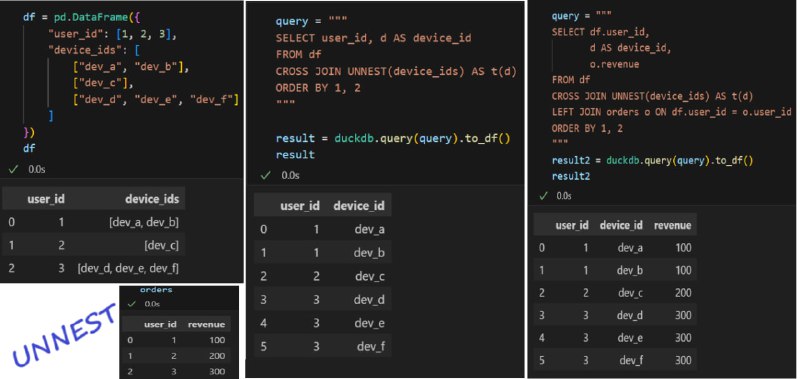 df = pd.DataFrame({
"user_id": [1, 2, 3],
"device_ids": [
["dev_a", "dev_b"],
["dev_c"],
["dev_d", "dev_e", "dev_f"]
]
})
df
0.0s
user_id device_ids
0 1 [dev_a, dev_b]
1 2 [dev_c]
2 3 [dev_d, dev_e, dev_f]
UNNEST
orders
0.0s
user_id revenue
0 1 100
1 2 200
2 3 300
query = """
SELECT user_id, d AS device_id
FROM df
CROSS JOIN UNNEST(device_ids) AS t(d)
ORDER BY 1, 2
"""
result = duckdb.query(query).to_df()
result
0.0s
user_id device_id
0 1 dev_a
1 1 dev_b
2 2 dev_c
3 3 dev_d
4 3 dev_e
5 3 dev_f
query = """
SELECT df.user_id,
d AS device_id,
o.revenue
FROM df
CROSS JOIN UNNEST(device_ids) AS t(d)
LEFT JOIN orders o ON df.user_id = o.user_id
ORDER BY 1, 2
"""
result2 = duckdb.query(query).to_df()
result2
0.0s
user_id device_id revenue
0 1 dev_a 100
1 1 dev_b 100
2 2 dev_c 200
3 3 dev_d 300
4 3 dev_e 300
5 3 dev_f 300